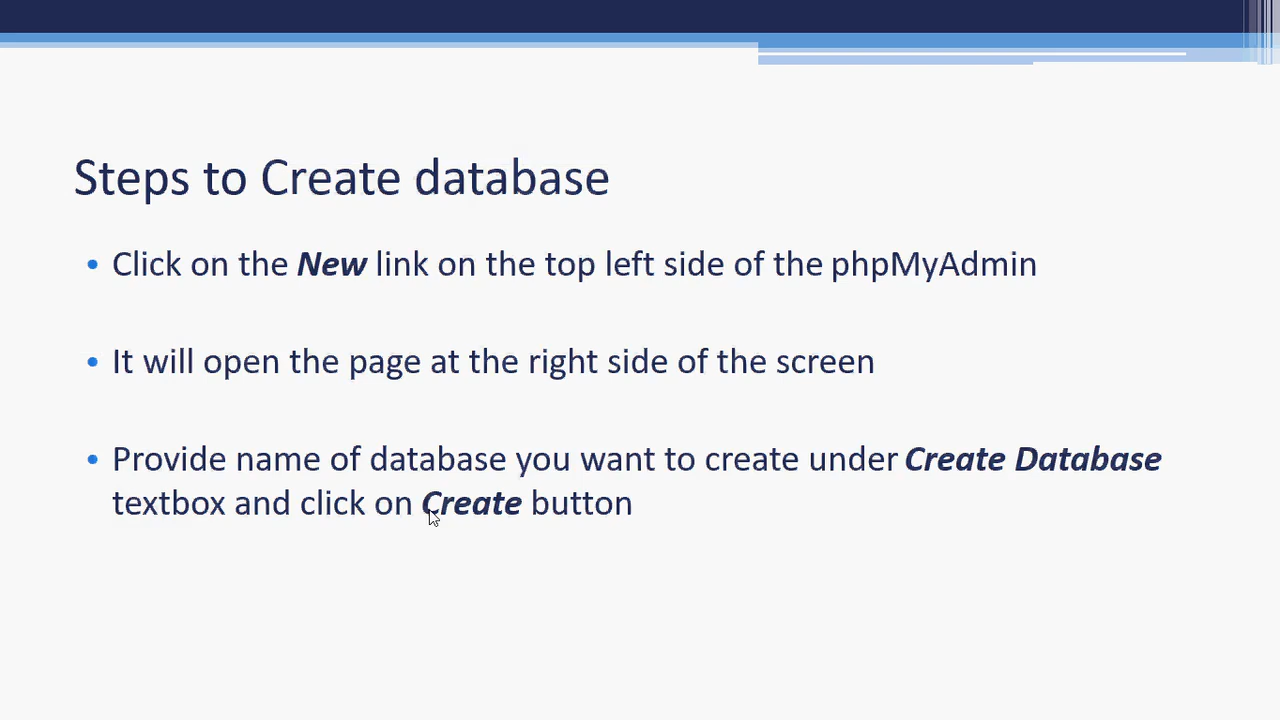 Steps to Create database
• Click on the New link on the top left side of the phpMyAdmin
• It will open the page at the right side of the screen
• Provide name of database you want to create under Create Database
textbox and click on Create button